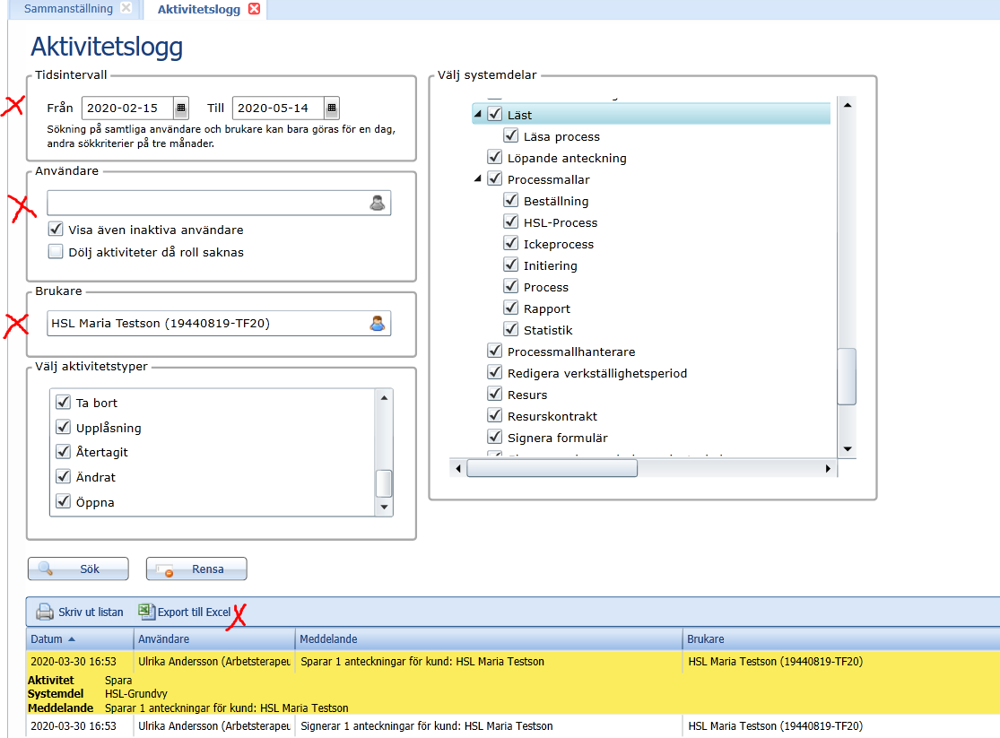 Sammanställning
Aktivitetslogg
Aktivitetslogg
Tidsintervall
Från 2020-02-15 Till 2020-05-14
Sökning på samtliga användare och brukare kan bara göras för en dag,
andra sökkriterier på tre månader.
Användare
Visa även inaktiva användare
Dölj aktiviteter då roll saknas
Brukare
HSL Maria Testson (19440819-TF20)
Välj aktivitetstyper
Ta bort
Upplåsning
Återtagit
Ändrat
Öppna
Välj systemdelar
Läst
Läsa process
Löpande anteckning
Processmallar
Beställning
HSL-Process
Ickeprocess
Initiering
Process
Rapport
Statistik
Processmallhanterare
Redigera verkställighetsperiod
Resurs
Resurskontrakt
Signera formulär
Sök
Rensa
Skriv ut listan Export till Excel
Datum Användare Meddelande Brukare
2020-03-30 16:53 Ulrika Andersson (Arbetsterapeu Sparar 1 anteckningar för kund: HSL Maria Testson HSL Maria Testson (19440819-TF20)
Aktivitet Spara
Systemdel HSL-Grundvy
Meddelande Sparar 1 anteckningar för kund: HSL Maria Testson
2020-03-30 16:53 Ulrika Andersson (Arbetsterapeu Signerar 1 anteckningar för kund: HSL Maria Testson HSL Maria Testson (19440819-TF20)